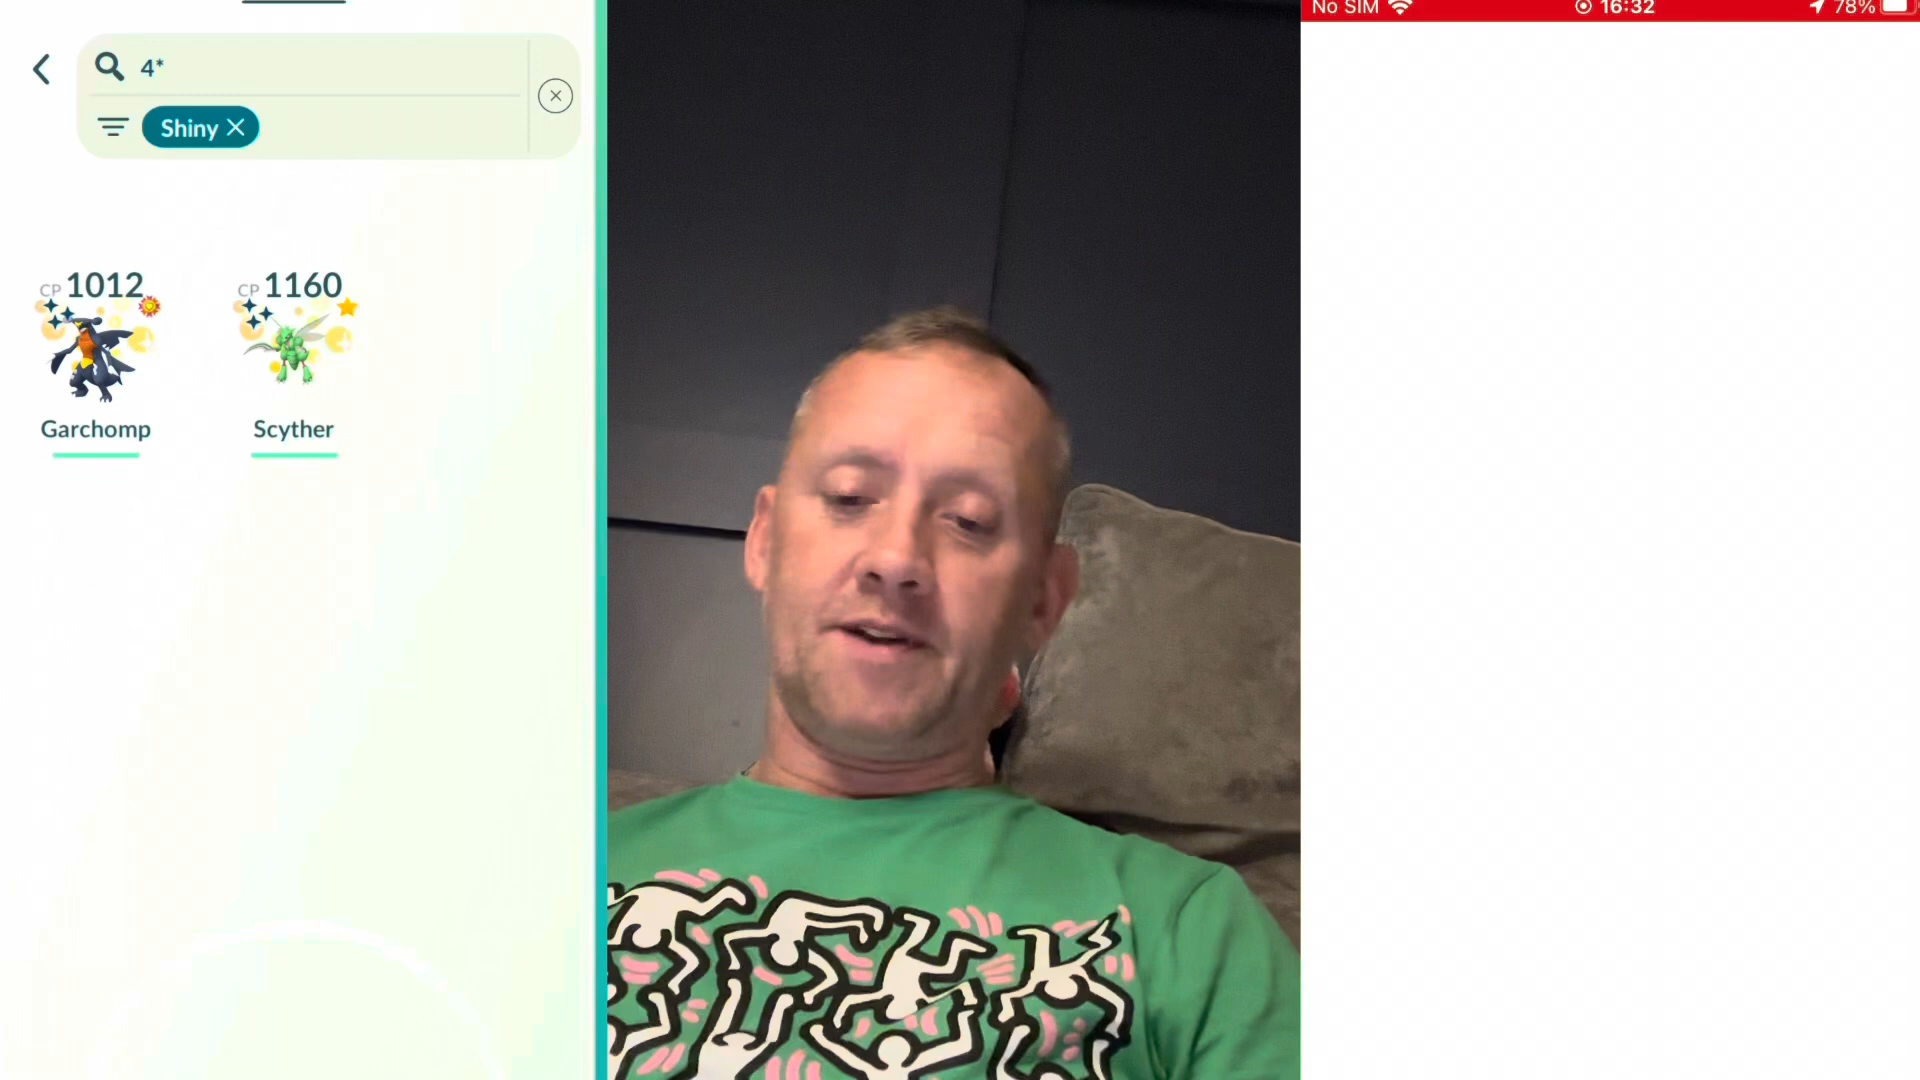 4*
Shiny
CP 1012
CP 1160
Garchomp
Scyther
No SIM
16:32
78%